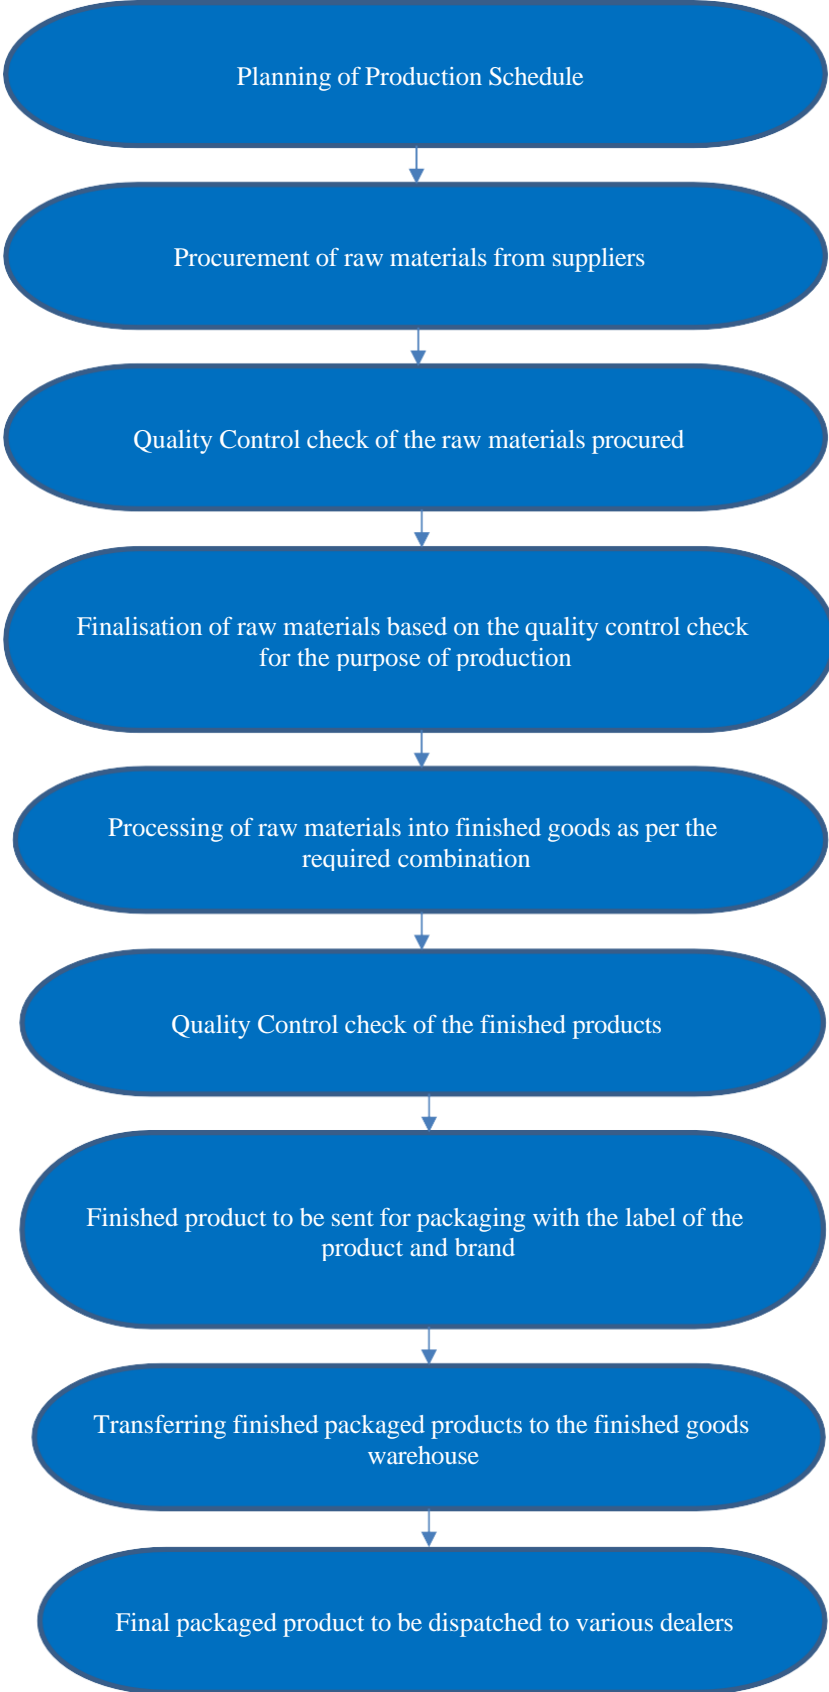 Planning of Production Schedule
Procurement of raw materials from suppliers
Quality Control check of the raw materials procured
Finalisation of raw materials based on the quality control check
for the purpose of production
Processing of raw materials into finished goods as per the
required combination
Quality Control check of the finished products
Finished product to be sent for packaging with the label of the
product and brand
Transferring finished packaged products to the finished goods
warehouse
Final packaged product to be dispatched to various dealers